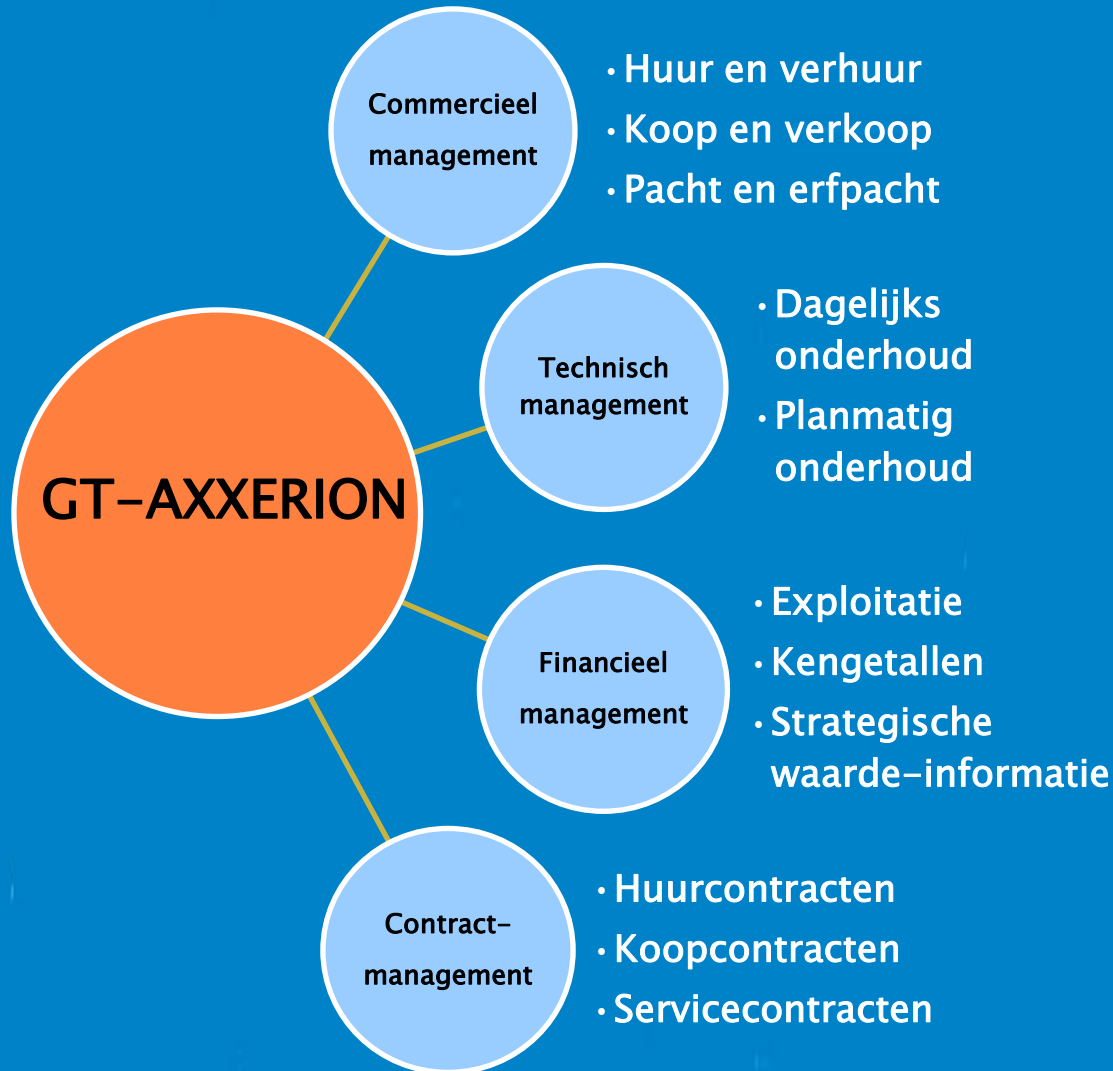 Commercieel
management
• Huur en verhuur
• Koop en verkoop
• Pacht en erfpacht
Technisch
management
• Dagelijks
onderhoud
• Planmatig
onderhoud
GT-AXXERION
Financieel
management
• Exploitatie
• Kengetallen
• Strategische
waarde-informatie
Contract-
management
• Huurcontracten
• Koopcontracten
• Servicecontracten